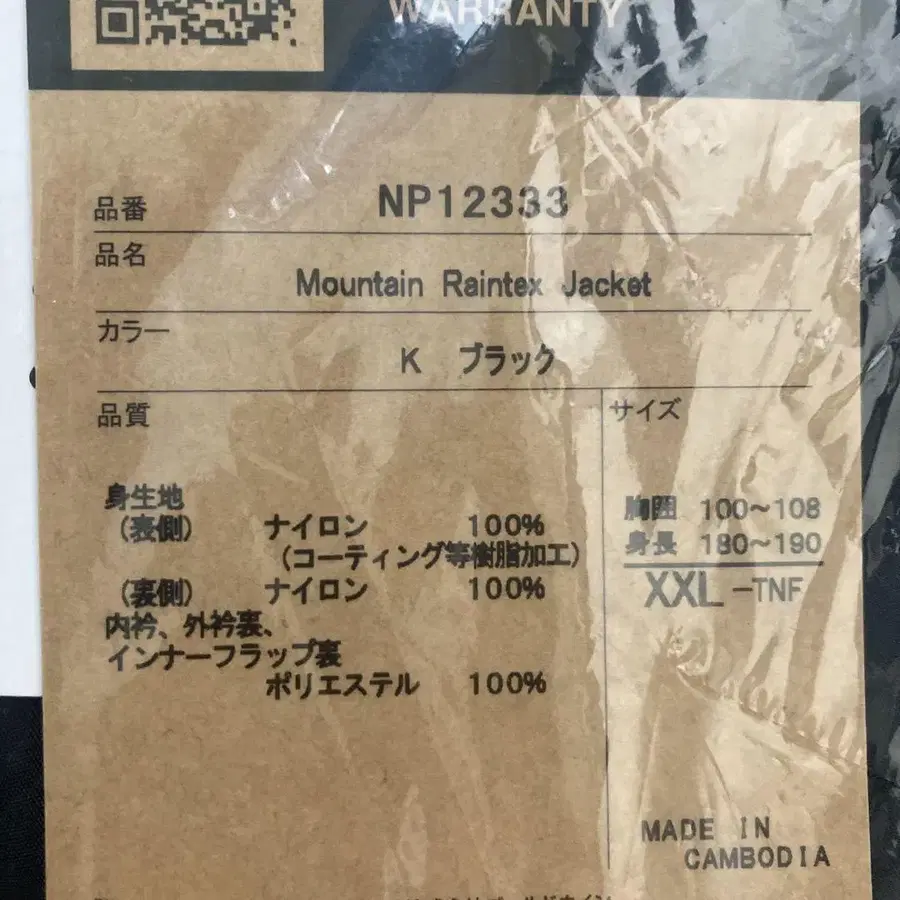 WARRANTY
品番 NP12333
品名
Mountain Raintex Jacket
カラー
K ブラック
品質
サイズ
身生地
(表側) ナイロン 100%
(コーティング等樹脂加工)
(裏側) ナイロン 100%
内衿、外衿裏、
インナーフラップ裏
ポリエステル 100%
胸囲 100~108
身長 180~190
XXL-TNF
MADE IN
CAMBODIA